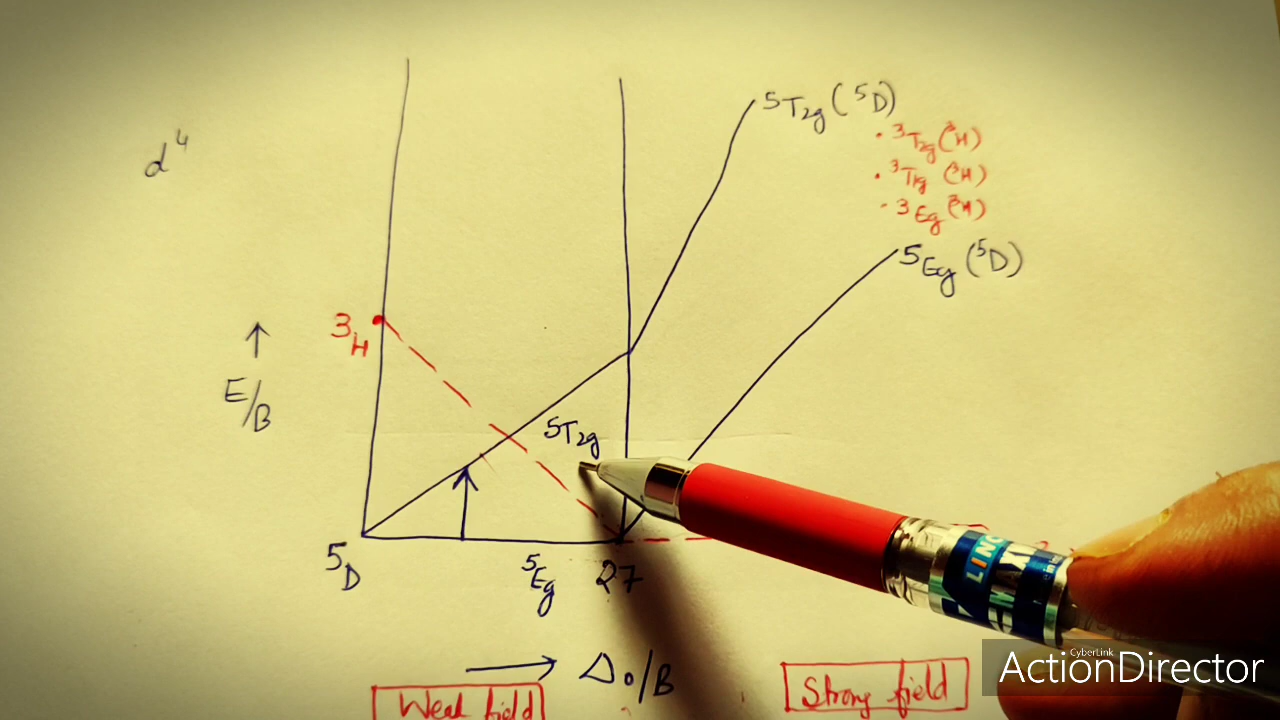 d⁴
⁵T₂g (⁵D)
• ³T₂g (³H)
• ³T₁g (³H)
• ³Eg (³H)
⁵Eg (⁵D)
³H
↑
E/B
⁵T₂g
⁵D
⁵Eg
27
→ Δ₀/B
Weak field
Strong field
LINC
CyberLink
ActionDirector